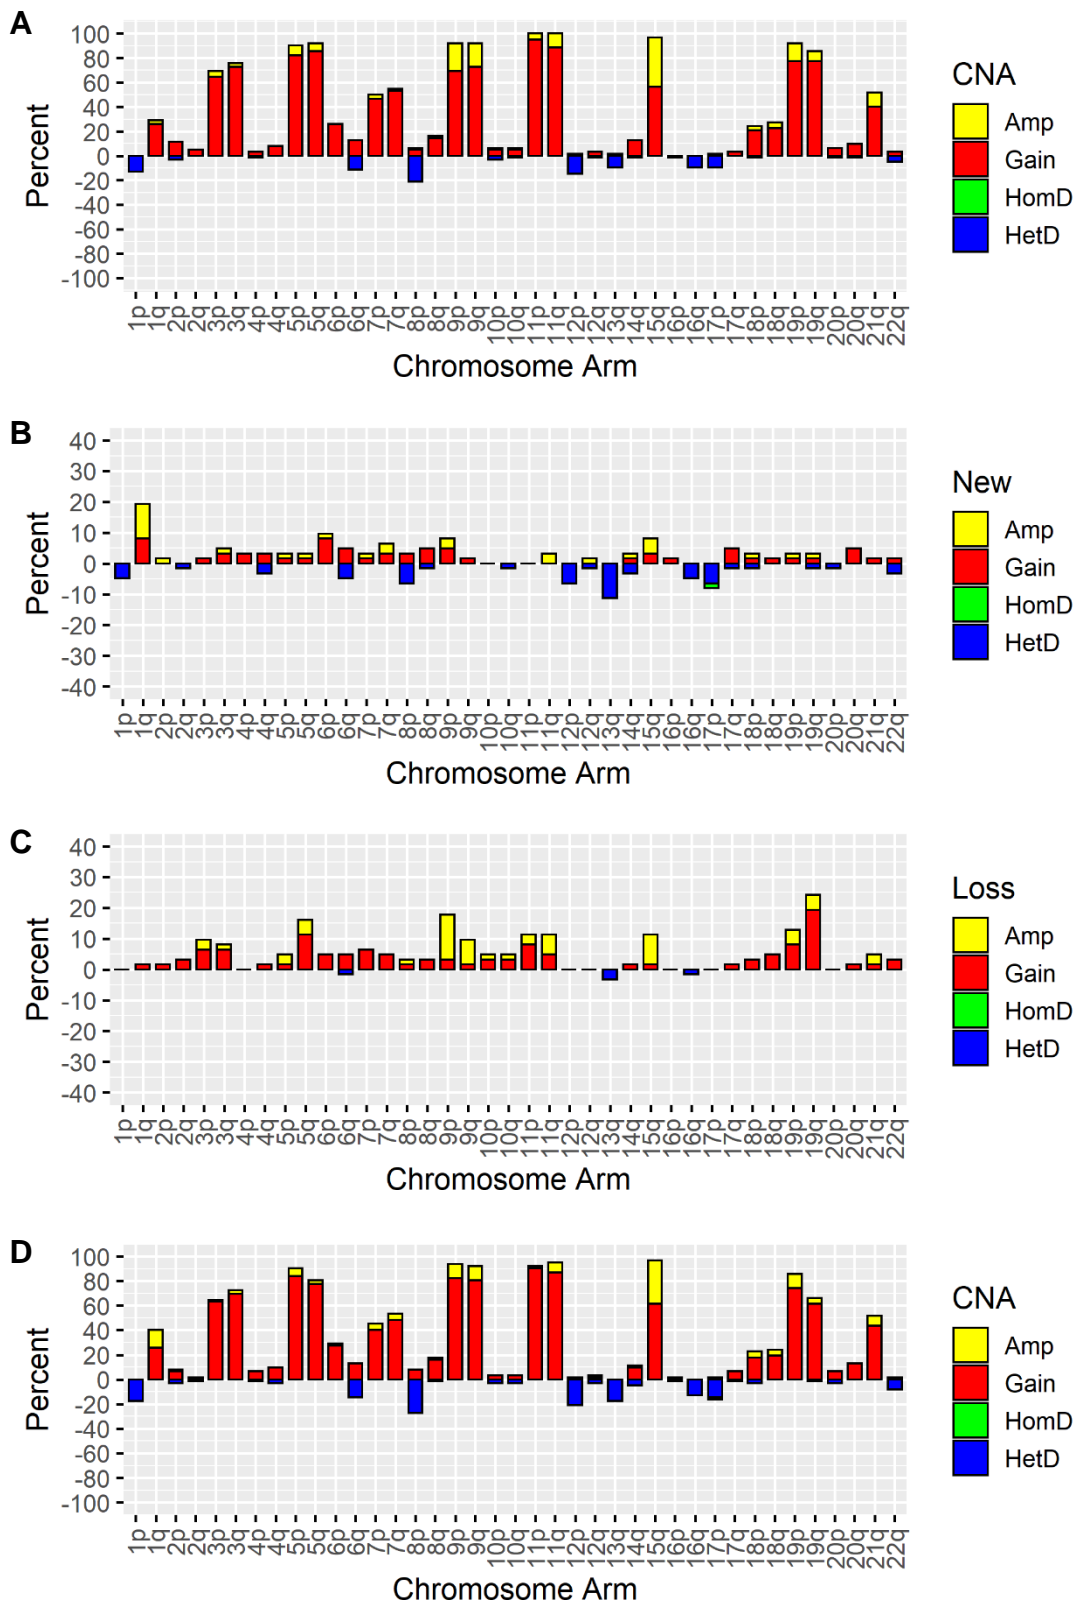 A
Percent
100
80
60
40
20
0
-20
-40
-60
-80
-100
1p 1q 2p 2q 3p 3q 4p 4q 5p 5q 6p 6q 7p 7q 8p 8q 9p 9q 10p 10q 11p 11q 12p 12q 13q 14q 15q 16p 16q 17p 17q 18p 18q 19p 19q 20p 20q 21q 22q
Chromosome Arm
CNA
Amp
Gain
HomD
HetD
B
Percent
40
30
20
10
0
-10
-20
-30
-40
1p 1q 2p 2q 3p 3q 4p 4q 5p 5q 6p 6q 7p 7q 8p 8q 9p 9q 10p 10q 11p 11q 12p 12q 13q 14q 15q 16p 16q 17p 17q 18p 18q 19p 19q 20p 20q 21q 22q
Chromosome Arm
New
Amp
Gain
HomD
HetD
C
Percent
40
30
20
10
0
-10
-20
-30
-40
1p 1q 2p 2q 3p 3q 4p 4q 5p 5q 6p 6q 7p 7q 8p 8q 9p 9q 10p 10q 11p 11q 12p 12q 13q 14q 15q 16p 16q 17p 17q 18p 18q 19p 19q 20p 20q 21q 22q
Chromosome Arm
Loss
Amp
Gain
HomD
HetD
D
Percent
100
80
60
40
20
0
-20
-40
-60
-80
-100
1p 1q 2p 2q 3p 3q 4p 4q 5p 5q 6p 6q 7p 7q 8p 8q 9p 9q 10p 10q 11p 11q 12p 12q 13q 14q 15q 16p 16q 17p 17q 18p 18q 19p 19q 20p 20q 21q 22q
Chromosome Arm
CNA
Amp
Gain
HomD
HetD